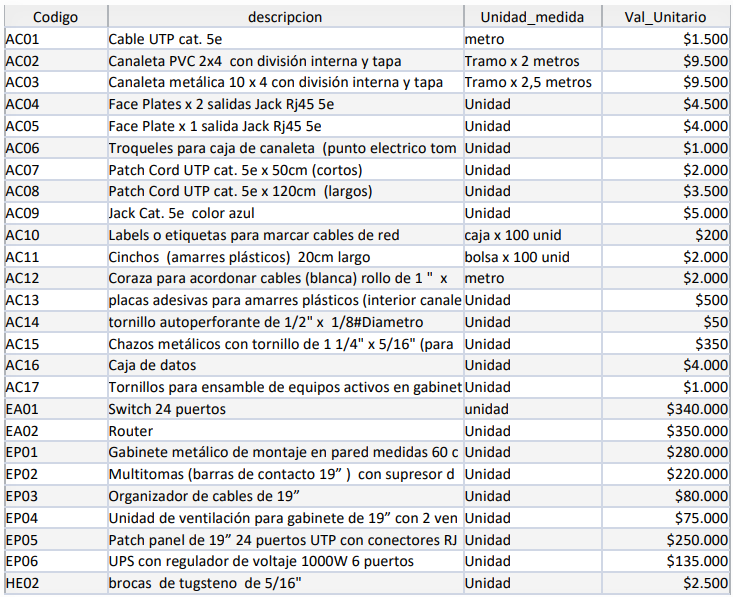 Codigo descripcion Unidad_medida Val_Unitario
AC01 Cable UTP cat. 5e metro $1.500
AC02 Canaleta PVC 2x4 con división interna y tapa Tramo x 2 metros $9.500
AC03 Canaleta metálica 10 x 4 con división interna y tapa Tramo x 2,5 metros $9.500
AC04 Face Plates x 2 salidas Jack Rj45 5e Unidad $4.500
AC05 Face Plate x 1 salida Jack Rj45 5e Unidad $4.000
AC06 Troqueles para caja de canaleta (punto electrico tom Unidad $1.000
AC07 Patch Cord UTP cat. 5e x 50cm (cortos) Unidad $2.000
AC08 Patch Cord UTP cat. 5e x 120cm (largos) Unidad $3.500
AC09 Jack Cat. 5e color azul Unidad $5.000
AC10 Labels o etiquetas para marcar cables de red caja x 100 unid $200
AC11 Cinchos (amarres plásticos) 20cm largo bolsa x 100 unid $2.000
AC12 Coraza para acordonar cables (blanca) rollo de 1 " x metro $2.000
AC13 placas adesivas para amarres plásticos (interior canale Unidad $500
AC14 tornillo autoperforante de 1/2" x 1/8#Diametro Unidad $50
AC15 Chazos metálicos con tornillo de 1 1/4" x 5/16" (para Unidad $350
AC16 Caja de datos Unidad $4.000
AC17 Tornillos para ensamble de equipos activos en gabinet Unidad $1.000
EA01 Switch 24 puertos unidad $340.000
EA02 Router Unidad $350.000
EP01 Gabinete metálico de montaje en pared medidas 60 c Unidad $280.000
EP02 Multitomas (barras de contacto 19” ) con supresor d Unidad $220.000
EP03 Organizador de cables de 19” Unidad $80.000
EP04 Unidad de ventilación para gabinete de 19” con 2 ven Unidad $75.000
EP05 Patch panel de 19” 24 puertos UTP con conectores RJ Unidad $250.000
EP06 UPS con regulador de voltaje 1000W 6 puertos Unidad $135.000
HE02 brocas de tugsteno de 5/16" Unidad $2.500